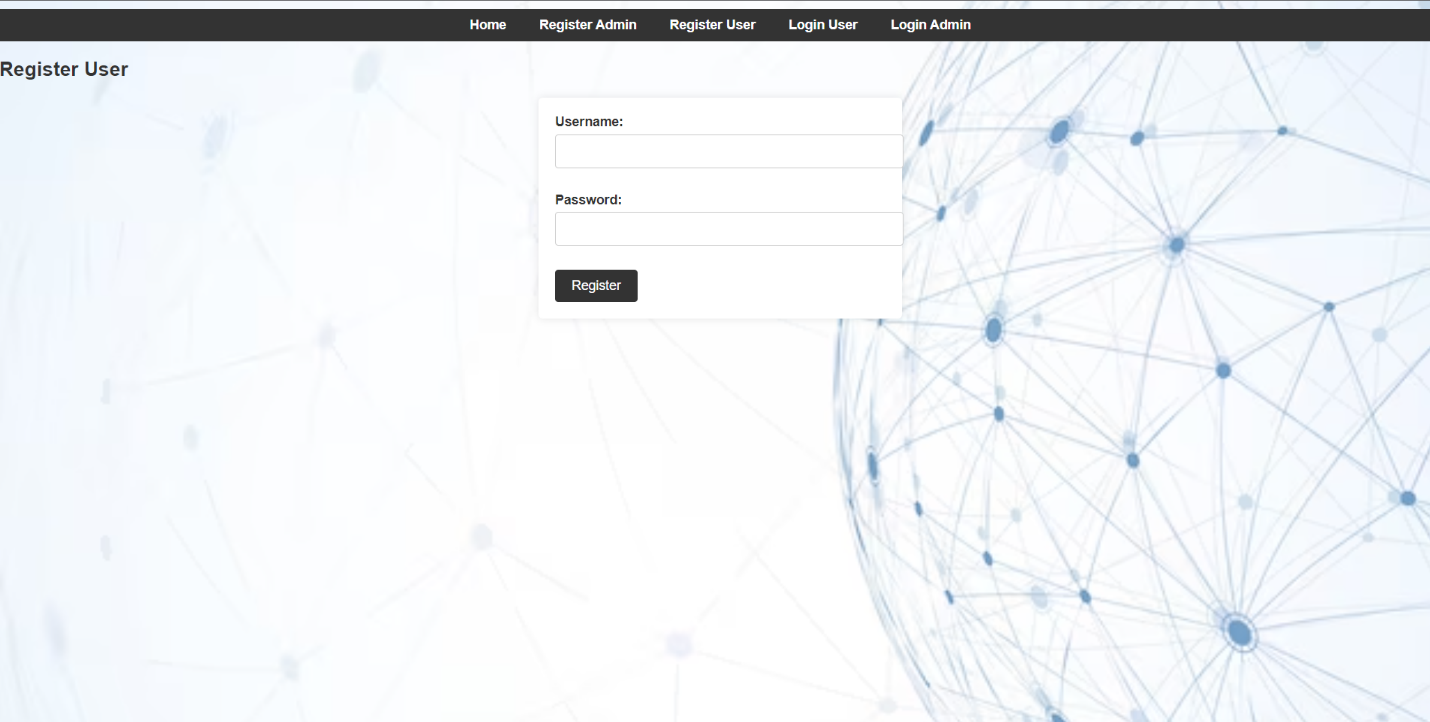 Home Register Admin Register User Login User Login Admin
Register User
Username:
Password:
Register